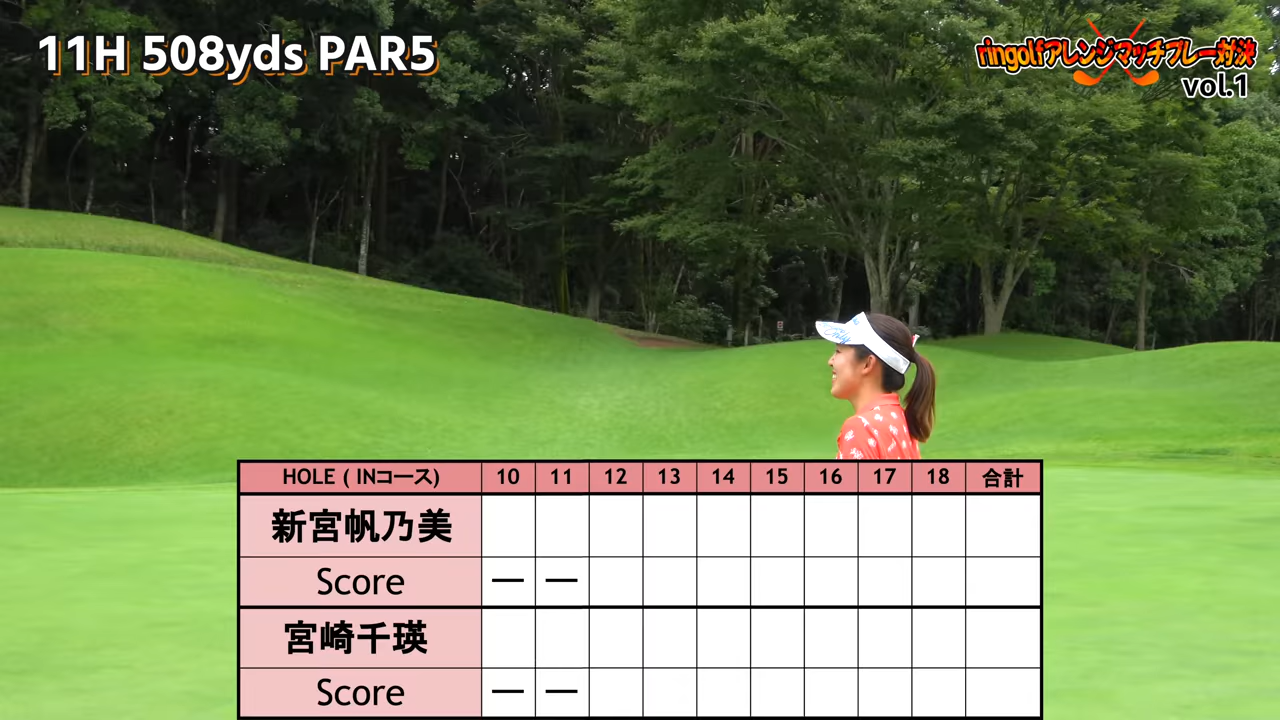 11H 508yds PAR5
ringolfアレンジマッチプレー対決
vol.1
HOLE ( INコース) 10 11 12 13 14 15 16 17 18 合計
新宮帆乃美
Score — —
宮崎千瑛
Score — —